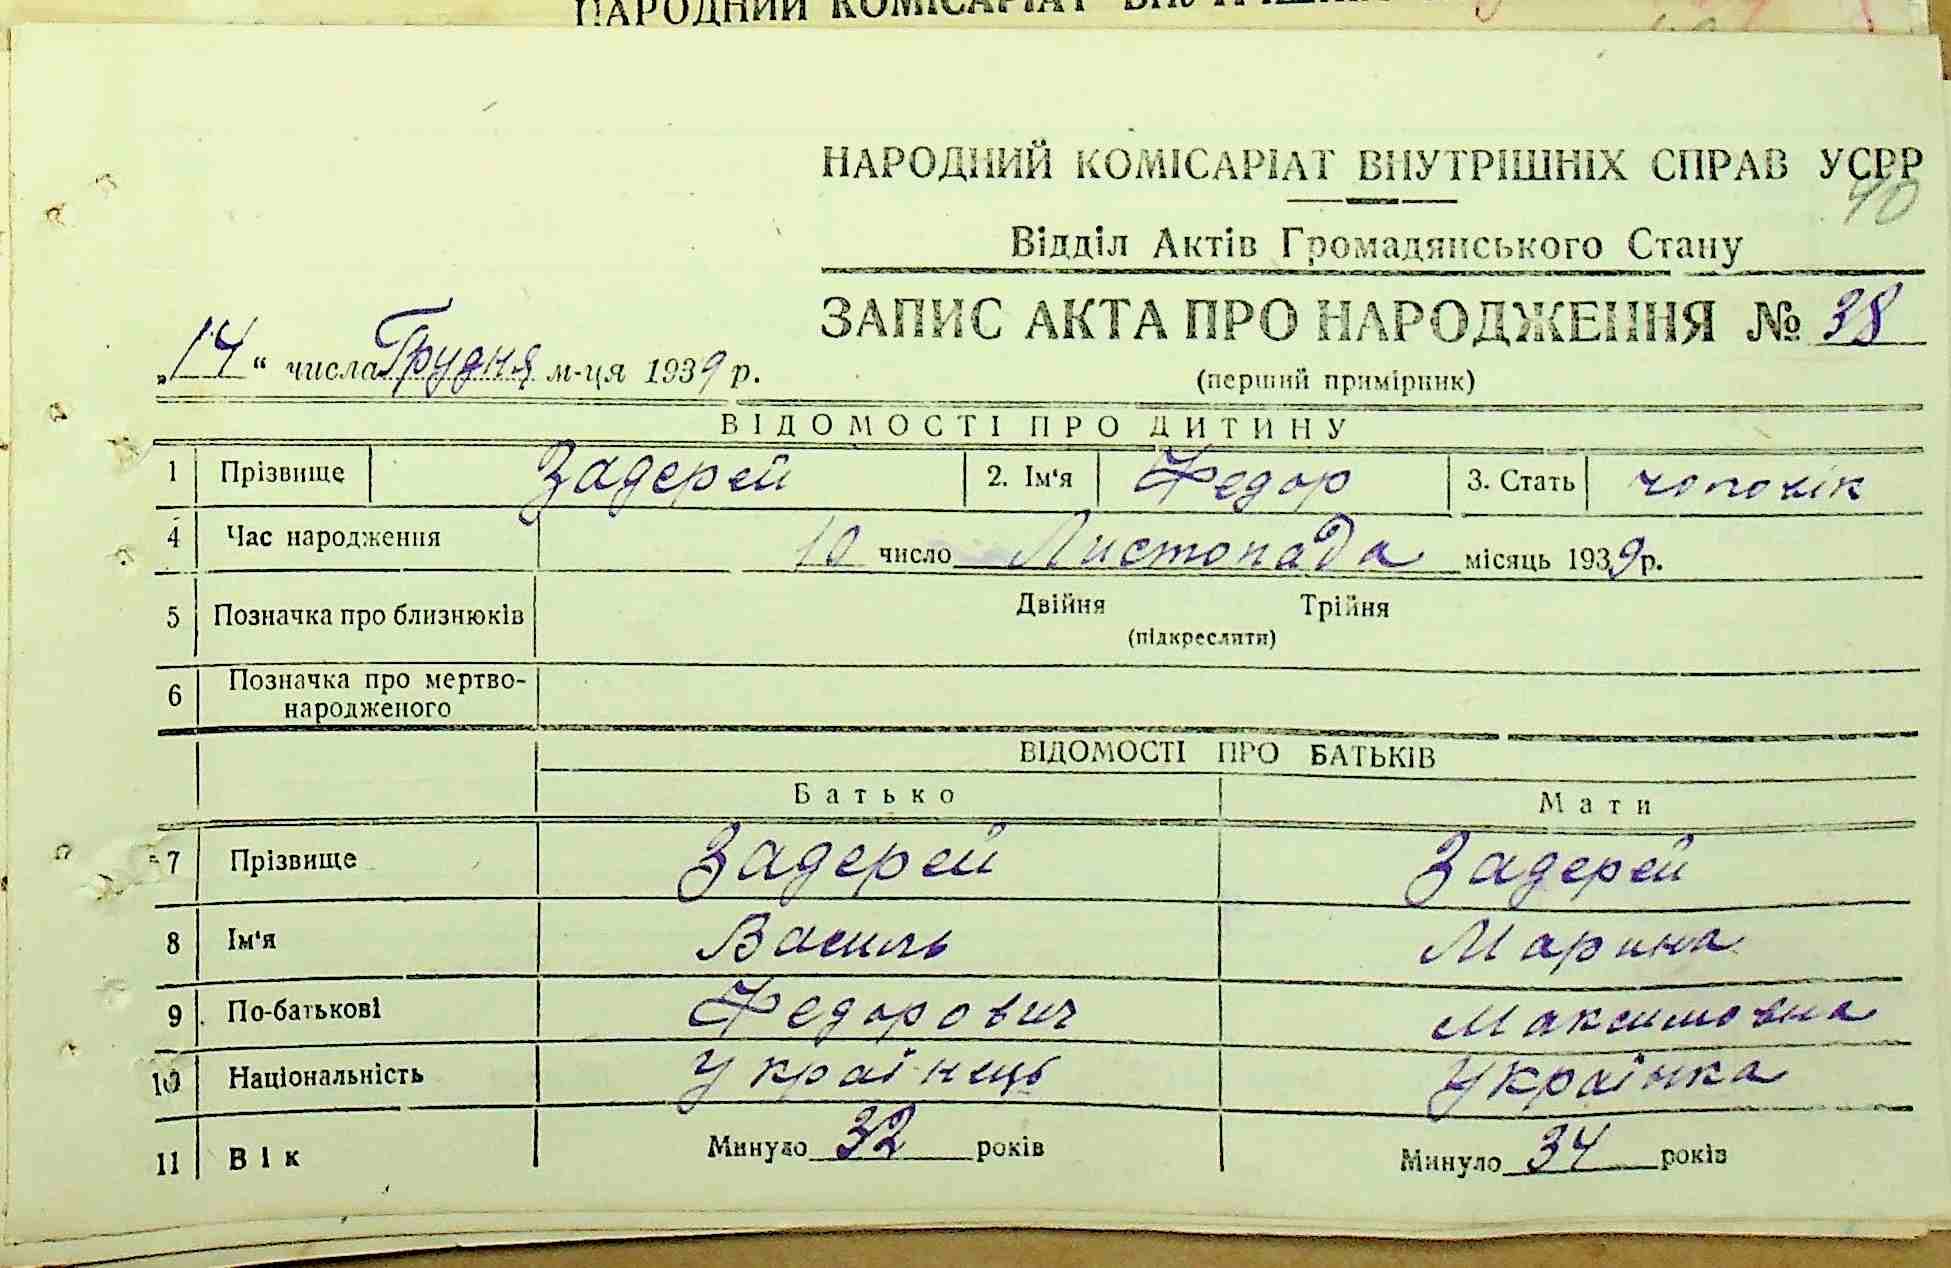 НАРОДНИЙ КОМІСАРІАТ
НАРОДНИЙ КОМІСАРІАТ ВНУТРІШНІХ СПРАВ УСРР
40
Відділ Актів Громадянського Стану
ЗАПИС АКТА ПРО НАРОДЖЕННЯ № 38
„14“ числа Грудня м-ця 1939 р.
(перший примірник)
ВІДОМОСТІ ПРО ДИТИНУ
1 Прізвище Задерей 2. Ім'я Федор 3. Стать чоловік
4 Час народження 10 число Листопада місяць 1939 р.
5 Позначка про близнюків Двійня Трійня
(підкреслити)
6 Позначка про мертво-
народженого
ВІДОМОСТІ ПРО БАТЬКІВ
Батько Мати
7 Прізвище Задерей Задерей
8 Ім'я Василь Марина
9 По-батькові Федорович Максимовна
10 Національність Українець Українка
11 Вік Минуло 32 років Минуло 34 років